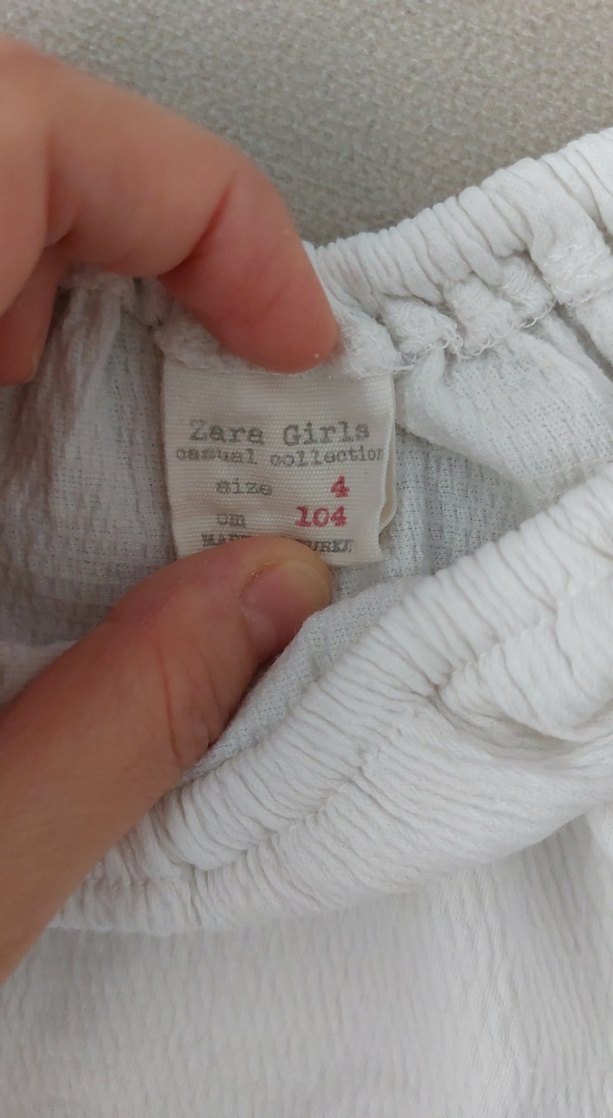 Zara Girls
casual collection
size 4
cm 104